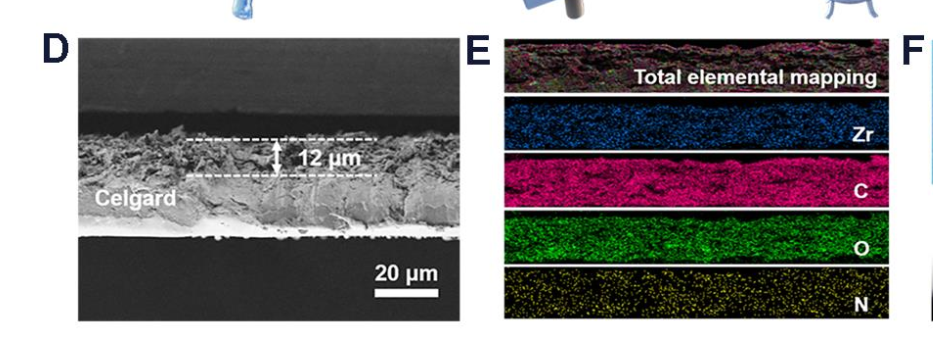 D
12 μm
Celgard
20 μm
E
Total elemental mapping
Zr
C
O
N
F